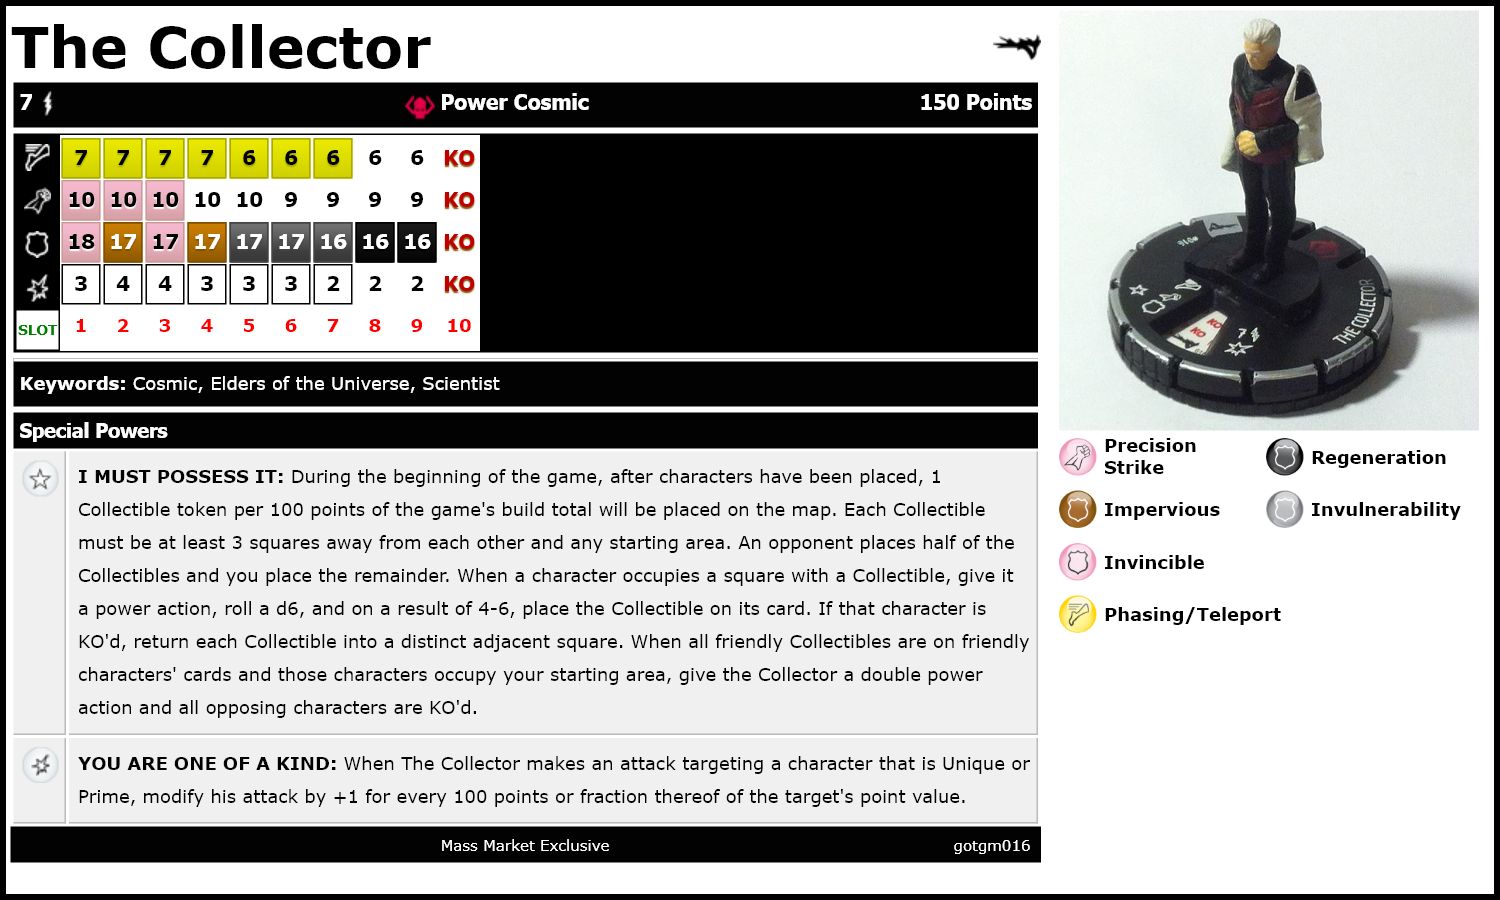 The Collector
7 Power Cosmic 150 Points
7 7 7 7 6 6 6 6 6 KO
10 10 10 10 10 9 9 9 9 KO
18 17 17 17 17 17 16 16 16 KO
3 4 4 3 3 3 2 2 2 KO
SLOT 1 2 3 4 5 6 7 8 9 10
Keywords: Cosmic, Elders of the Universe, Scientist
Special Powers
I MUST POSSESS IT: During the beginning of the game, after characters have been placed, 1
Collectible token per 100 points of the game's build total will be placed on the map. Each Collectible
must be at least 3 squares away from each other and any starting area. An opponent places half of the
Collectibles and you place the remainder. When a character occupies a square with a Collectible, give it
a power action, roll a d6, and on a result of 4-6, place the Collectible on its card. If that character is
KO'd, return each Collectible into a distinct adjacent square. When all friendly Collectibles are on friendly
characters' cards and those characters occupy your starting area, give the Collector a double power
action and all opposing characters are KO'd.
YOU ARE ONE OF A KIND: When The Collector makes an attack targeting a character that is Unique or
Prime, modify his attack by +1 for every 100 points or fraction thereof of the target's point value.
Mass Market Exclusive gotgm016
016
THE COLLECTOR
KO
KO
7
Precision
Strike
Regeneration
Impervious
Invulnerability
Invincible
Phasing/Teleport